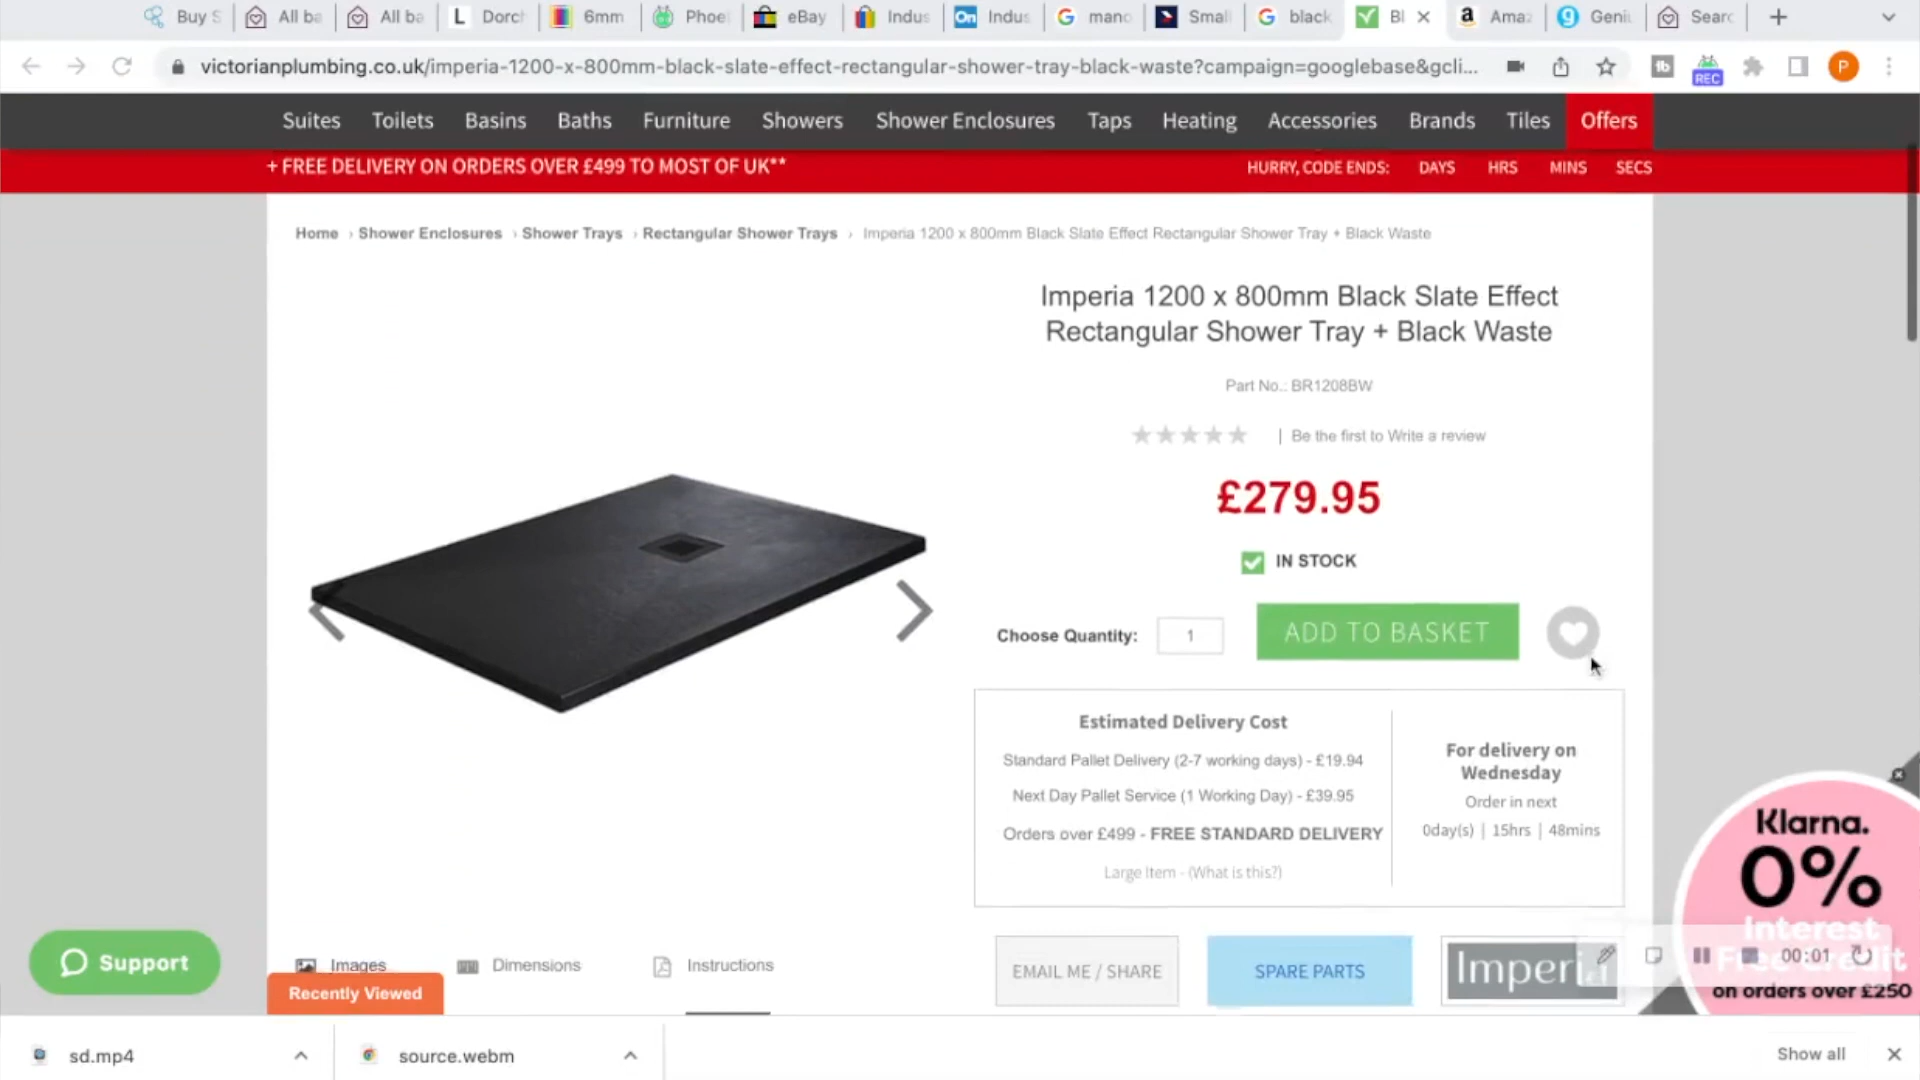 Buy S
All ba
All ba
L Dorch
6mm
Phoe
eBay
Indus
On Indus
G mano
Small
G black
Bl
a Amaz
g Geni
Searc
victorianplumbing.co.uk/imperia-1200-x-800mm-black-slate-effect-rectangular-shower-tray-black-waste?campaign=googlebase&gcli...
REC
P
Suites Toilets Basins Baths Furniture Showers Shower Enclosures Taps Heating Accessories Brands Tiles Offers
+ FREE DELIVERY ON ORDERS OVER £499 TO MOST OF UK**
HURRY, CODE ENDS: DAYS HRS MINS SECS
Home › Shower Enclosures › Shower Trays › Rectangular Shower Trays › Imperia 1200 x 800mm Black Slate Effect Rectangular Shower Tray + Black Waste
Imperia 1200 x 800mm Black Slate Effect
Rectangular Shower Tray + Black Waste
Part No.: BR1208BW
| Be the first to Write a review
£279.95
IN STOCK
Choose Quantity: 1
ADD TO BASKET
Estimated Delivery Cost
Standard Pallet Delivery (2-7 working days) - £19.94
Next Day Pallet Service (1 Working Day) - £39.95
Orders over £499 - FREE STANDARD DELIVERY
Large Item - (What is this?)
For delivery on
Wednesday
Order in next
0day(s) | 15hrs | 48mins
Klarna.
0%
Interest
Free Credit
on orders over £250
Support
Images
Dimensions
Instructions
Recently Viewed
EMAIL ME / SHARE
SPARE PARTS
Imperia
00:01
sd.mp4
source.webm
Show all